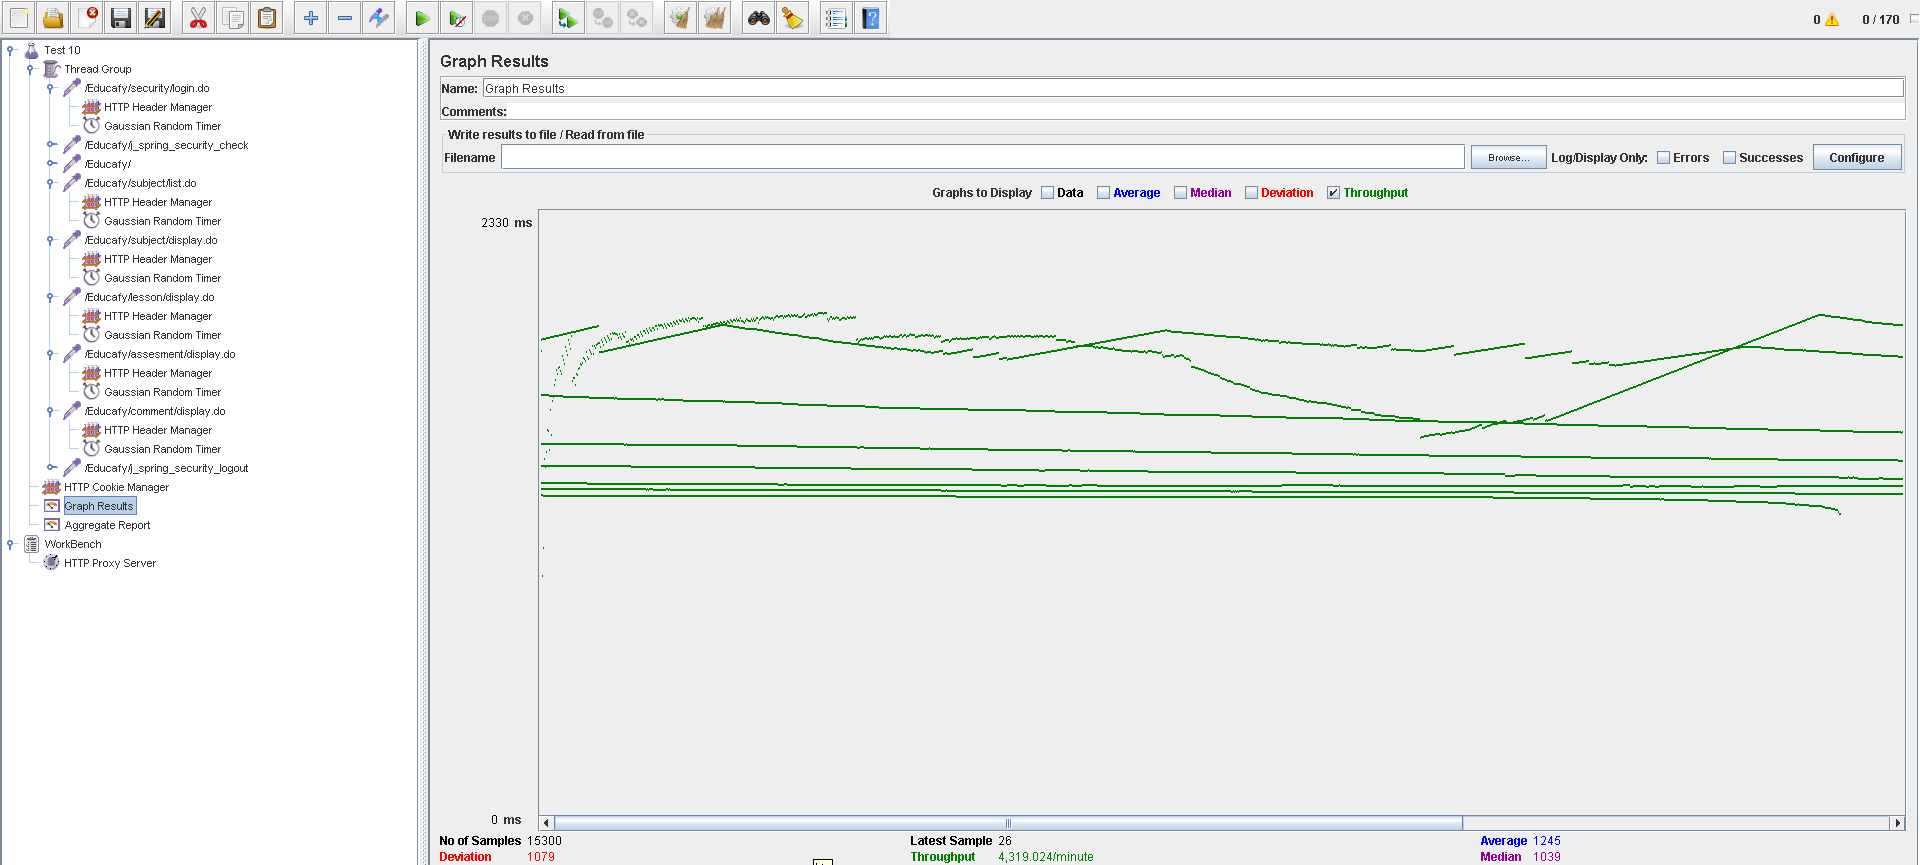 0 0 / 170
Test 10
Thread Group
/Educafy/security/login.do
HTTP Header Manager
Gaussian Random Timer
/Educafy/j_spring_security_check
/Educafy/
/Educafy/subject/list.do
HTTP Header Manager
Gaussian Random Timer
/Educafy/subject/display.do
HTTP Header Manager
Gaussian Random Timer
/Educafy/lesson/display.do
HTTP Header Manager
Gaussian Random Timer
/Educafy/assesment/display.do
HTTP Header Manager
Gaussian Random Timer
/Educafy/comment/display.do
HTTP Header Manager
Gaussian Random Timer
/Educafy/j_spring_security_logout
HTTP Cookie Manager
Graph Results
Aggregate Report
WorkBench
HTTP Proxy Server
Graph Results
Name: Graph Results
Comments:
Write results to file / Read from file
Filename Browse... Log/Display Only: Errors Successes Configure
Graphs to Display Data Average Median Deviation Throughput
2330 ms
0 ms
No of Samples 15300 Latest Sample 26 Average 1245
Deviation 1079 Throughput 4,319.024/minute Median 1039